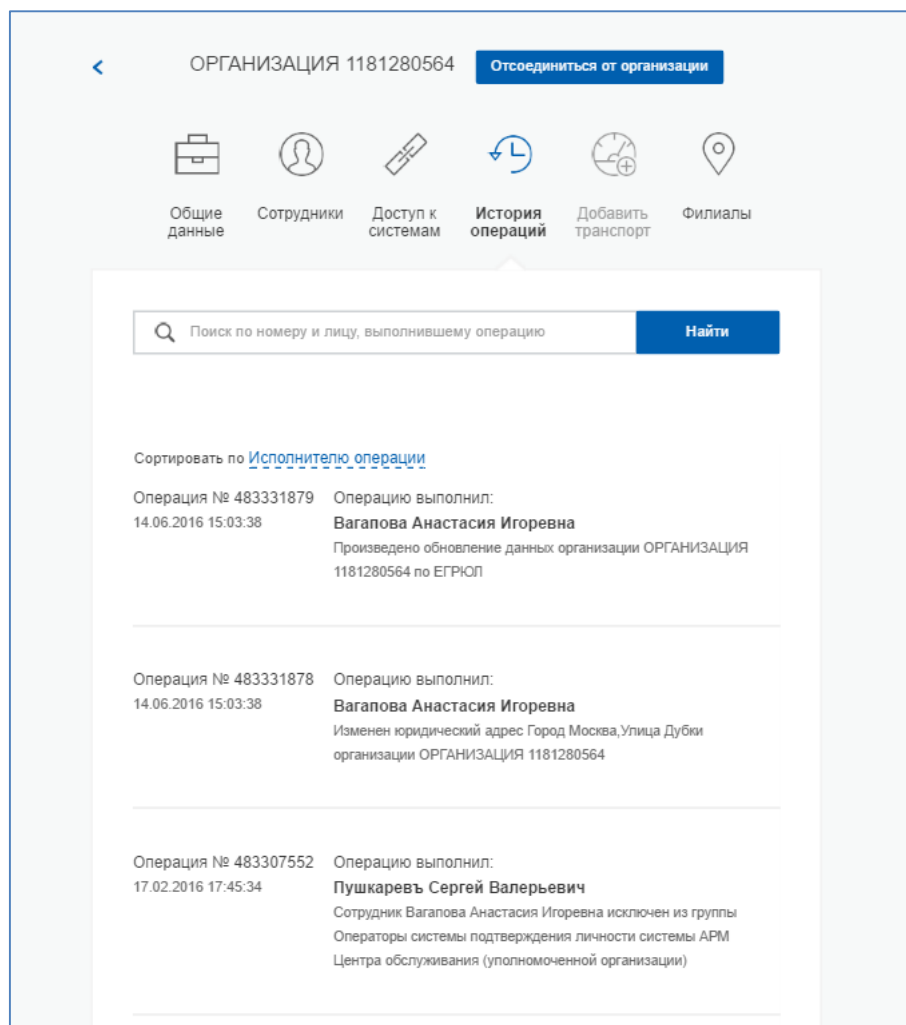 ОРГАНИЗАЦИЯ 1181280564
Отсоединиться от организации
Общие данные
Сотрудники
Доступ к системам
История операций
Добавить транспорт
Филиалы
Поиск по номеру и лицу, выполнившему операцию
Найти
Сортировать по Исполнителю операции
Операция № 483331879
14.06.2016 15:03:38
Операцию выполнил:
Вагапова Анастасия Игоревна
Произведено обновление данных организации ОРГАНИЗАЦИЯ
1181280564 по ЕГРЮЛ
Операция № 483331878
14.06.2016 15:03:38
Операцию выполнил:
Вагапова Анастасия Игоревна
Изменен юридический адрес Город Москва,Улица Дубки
организации ОРГАНИЗАЦИЯ 1181280564
Операция № 483307552
17.02.2016 17:45:34
Операцию выполнил:
Пушкаревъ Сергей Валерьевич
Сотрудник Вагапова Анастасия Игоревна исключен из группы
Операторы системы подтверждения личности системы АРМ
Центра обслуживания (уполномоченной организации)